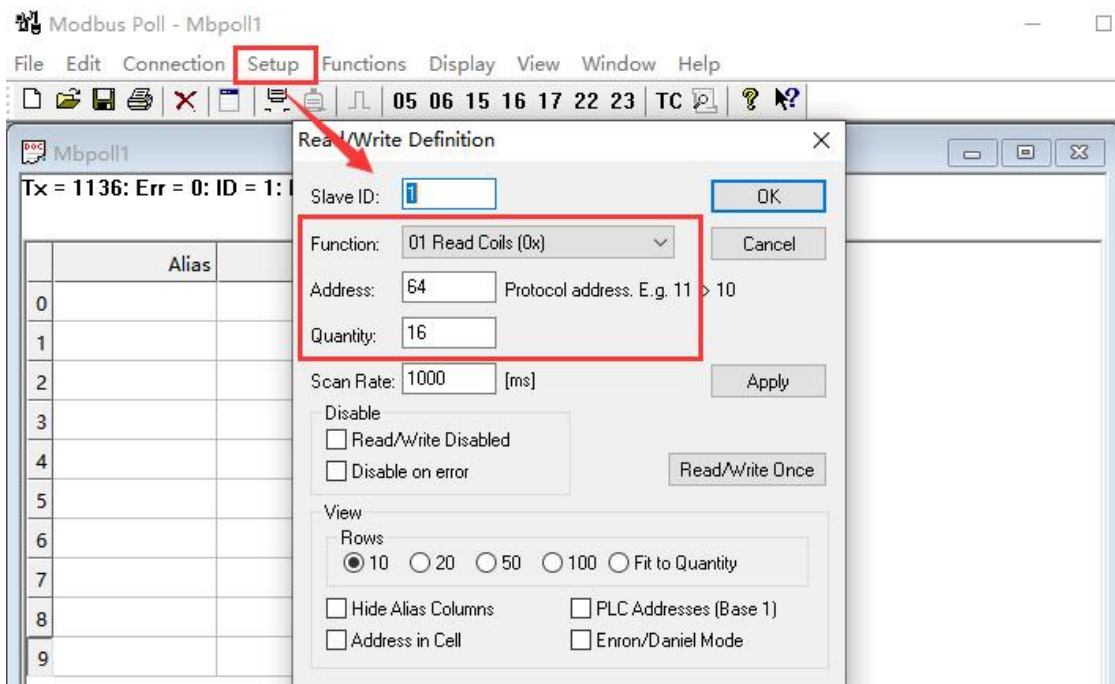 Modbus Poll - Mbpoll1
File Edit Connection Setup Functions Display View Window Help
05 06 15 16 17 22 23 TC
Mbpoll1
Tx = 1136: Err = 0: ID = 1:
Alias
0
1
2
3
4
5
6
7
8
9
Read/Write Definition
Slave ID: 1
OK
Function: 01 Read Coils (0x)
Cancel
Address: 64 Protocol address. E.g. 11 > 10
Quantity: 16
Scan Rate: 1000 [ms]
Apply
Disable
Read/Write Disabled
Disable on error
Read/Write Once
View
Rows
10 20 50 100 Fit to Quantity
Hide Alias Columns PLC Addresses (Base 1)
Address in Cell Enron/Daniel Mode